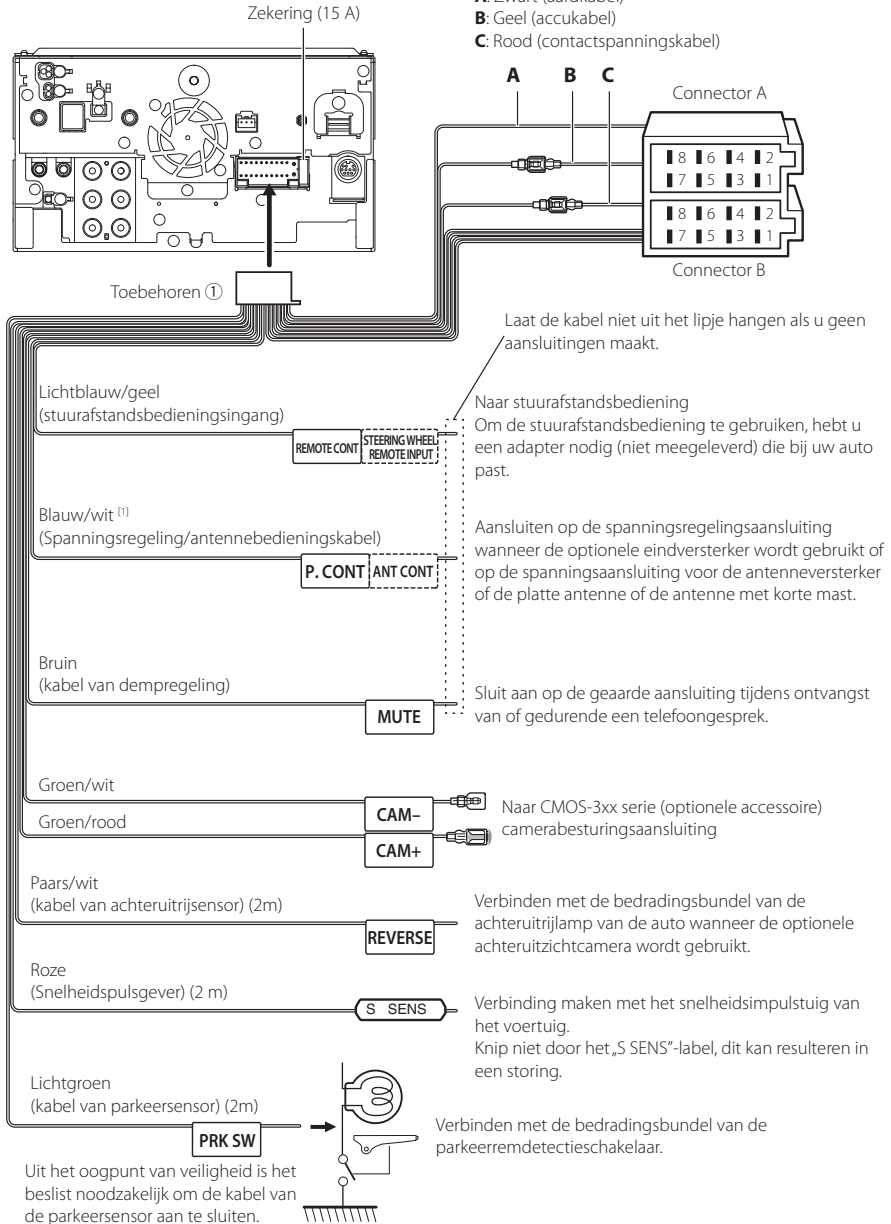 Zekering (15 A)
A: Zwart (aardkabel)
B: Geel (accukabel)
C: Rood (contactspanningskabel)
A B C
Connector A
8 6 4 2
7 5 3 1
8 6 4 2
7 5 3 1
Connector B
Toebehoren ①
Laat de kabel niet uit het lipje hangen als u geen
aansluitingen maakt.
Lichtblauw/geel
(stuurafstandsbedieningsingang)
REMOTE CONT
STEERING WHEEL
REMOTE INPUT
Naar stuurafstandsbediening
Om de stuurafstandsbediening te gebruiken, hebt u
een adapter nodig (niet meegeleverd) die bij uw auto
past.
Blauw/wit [1]
(Spanningsregeling/antennebedieningskabel)
P. CONT ANT CONT
Aansluiten op de spanningsregelingsaansluiting
wanneer de optionele eindversterker wordt gebruikt of
op de spanningsaansluiting voor de antenneversterker
of de platte antenne of de antenne met korte mast.
Bruin
(kabel van dempregeling)
MUTE
Sluit aan op de geaarde aansluiting tijdens ontvangst
van of gedurende een telefoongesprek.
Groen/wit
CAM–
Groen/rood
CAM+
Naar CMOS-3xx serie (optionele accessoire)
camerabesturingsaansluiting
Paars/wit
(kabel van achteruitrijsensor) (2m)
REVERSE
Verbinden met de bedradingsbundel van de
achteruitrijlamp van de auto wanneer de optionele
achteruitzichtcamera wordt gebruikt.
Roze
(Snelheidspulsgever) (2 m)
S SENS
Verbinding maken met het snelheidsimpulstuig van
het voertuig.
Knip niet door het „S SENS”-label, dit kan resulteren in
een storing.
Lichtgroen
(kabel van parkeersensor) (2m)
PRK SW
Verbinden met de bedradingsbundel van de
parkeerremdetectieschakelaar.
Uit het oogpunt van veiligheid is het
beslist noodzakelijk om de kabel van
de parkeersensor aan te sluiten.